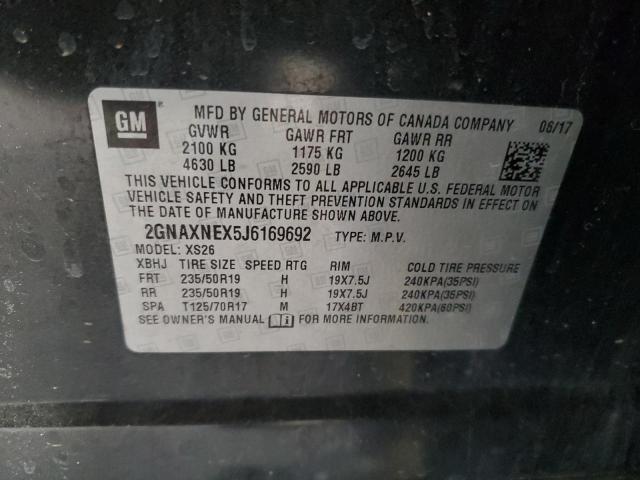 GM
MFD BY GENERAL MOTORS OF CANADA COMPANY 06/17
GVWR GAWR FRT GAWR RR
2100 KG 1175 KG 1200 KG
4630 LB 2590 LB 2645 LB
THIS VEHICLE CONFORMS TO ALL APPLICABLE U.S. FEDERAL MOTOR
VEHICLE SAFETY AND THEFT PREVENTION STANDARDS IN EFFECT ON
THE DATE OF MANUFACTURE SHOWN ABOVE.
2GNAXNEX5J6169692 TYPE: M.P.V.
MODEL: XS26
XBHJ TIRE SIZE SPEED RTG RIM COLD TIRE PRESSURE
FRT 235/50R19 H 19X7.5J 240KPA(35PSI)
RR 235/50R19 H 19X7.5J 240KPA(35PSI)
SPA T125/70R17 M 17X4BT 420KPA(60PSI)
SEE OWNER'S MANUAL FOR MORE INFORMATION.